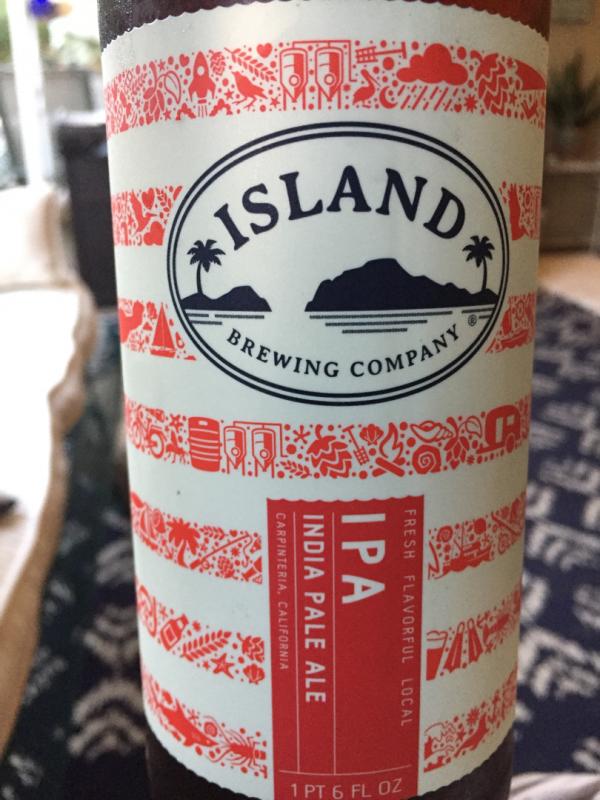 ISLAND
BREWING COMPANY ®
FRESH FLAVORFUL LOCAL
IPA
INDIA PALE ALE
CARPINTERIA, CALIFORNIA
1 PT 6 FL OZ